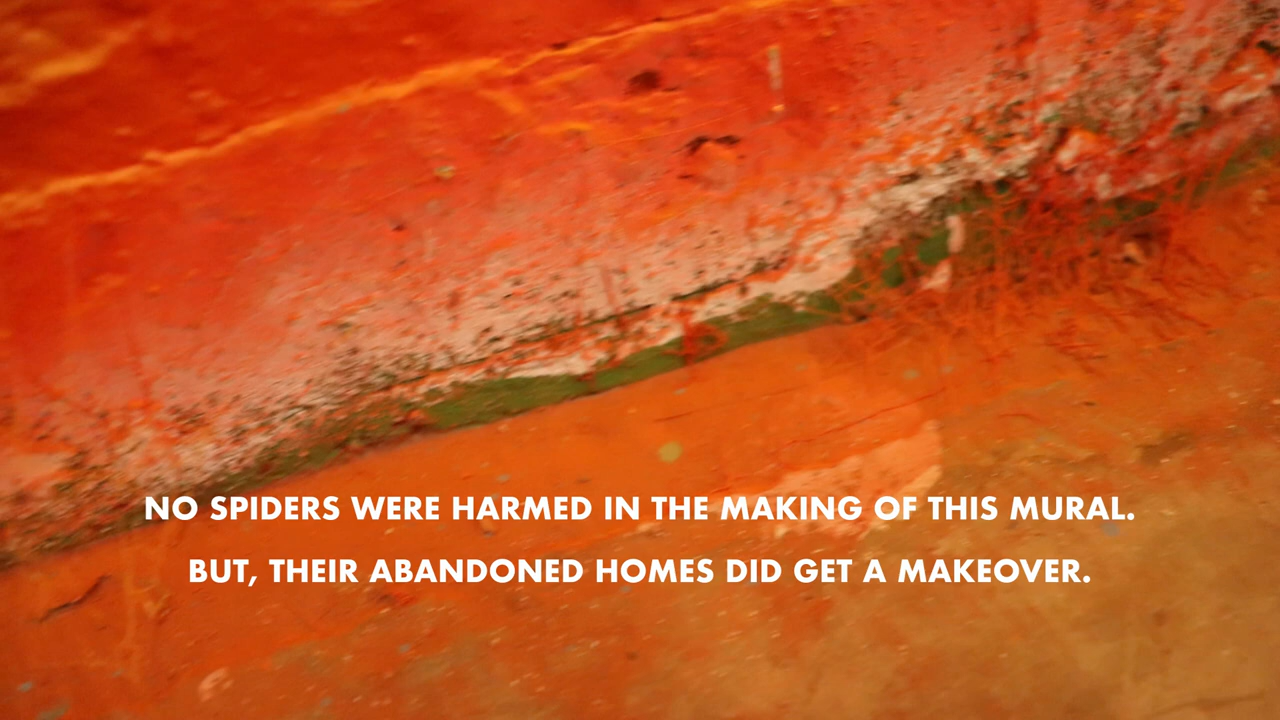 NO SPIDERS WERE HARMED IN THE MAKING OF THIS MURAL.
BUT, THEIR ABANDONED HOMES DID GET A MAKEOVER.